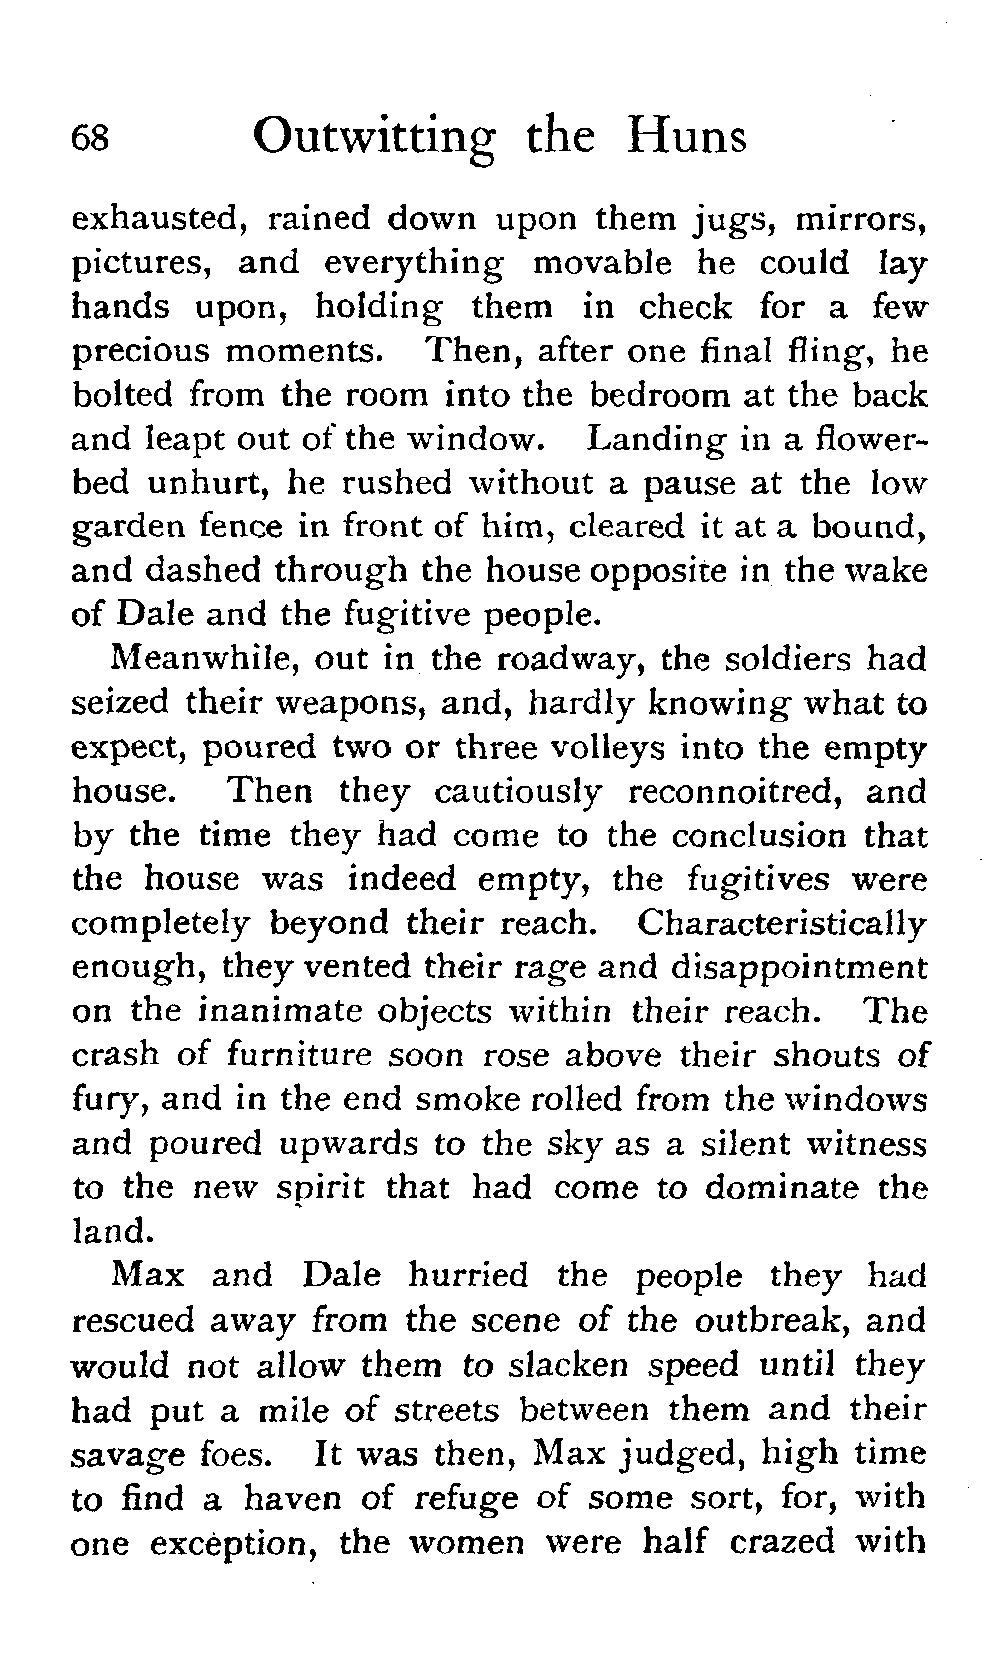 68 Outwitting the Huns
exhausted, rained down upon them jugs, mirrors,
pictures, and everything movable he could lay
hands upon, holding them in check for a few
precious moments. Then, after one final fling, he
bolted from the room into the bedroom at the back
and leapt out of the window. Landing in a flower-
bed unhurt, he rushed without a pause at the low
garden fence in front of him, cleared it at a bound,
and dashed through the house opposite in the wake
of Dale and the fugitive people.
Meanwhile, out in the roadway, the soldiers had
seized their weapons, and, hardly knowing what to
expect, poured two or three volleys into the empty
house. Then they cautiously reconnoitred, and
by the time they had come to the conclusion that
the house was indeed empty, the fugitives were
completely beyond their reach. Characteristically
enough, they vented their rage and disappointment
on the inanimate objects within their reach. The
crash of furniture soon rose above their shouts of
fury, and in the end smoke rolled from the windows
and poured upwards to the sky as a silent witness
to the new spirit that had come to dominate the
land.
Max and Dale hurried the people they had
rescued away from the scene of the outbreak, and
would not allow them to slacken speed until they
had put a mile of streets between them and their
savage foes. It was then, Max judged, high time
to find a haven of refuge of some sort, for, with
one exception, the women were half crazed with